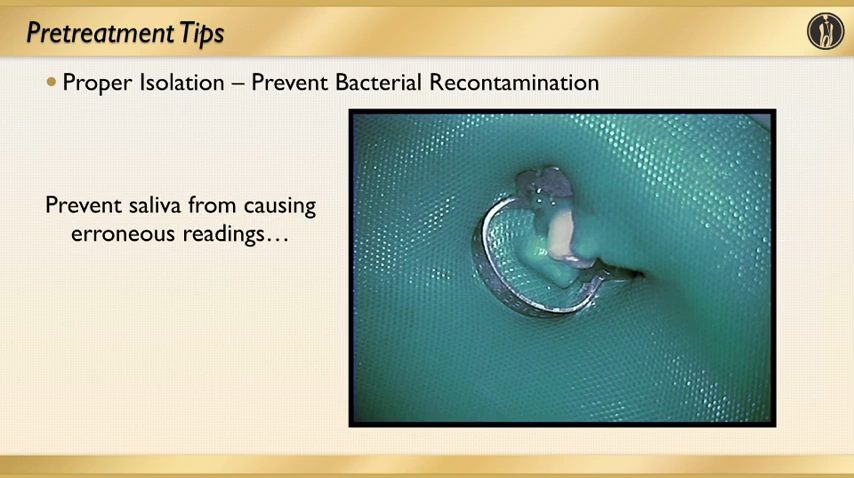 Pretreatment Tips
Proper Isolation – Prevent Bacterial Recontamination
Prevent saliva from causing
erroneous readings…